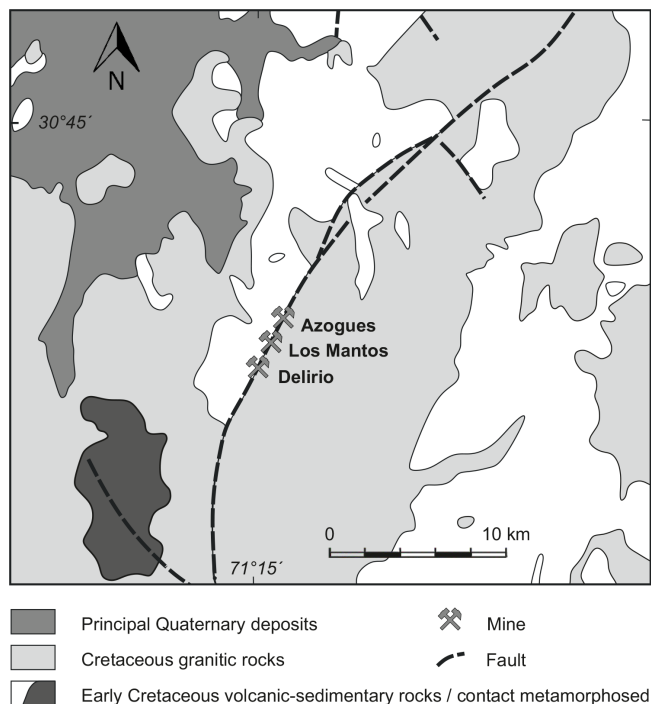 N
30°45´
Azogues
Los Mantos
Delirio
0 10 km
71°15´
Principal Quaternary deposits
Mine
Cretaceous granitic rocks
Fault
Early Cretaceous volcanic-sedimentary rocks / contact metamorphosed